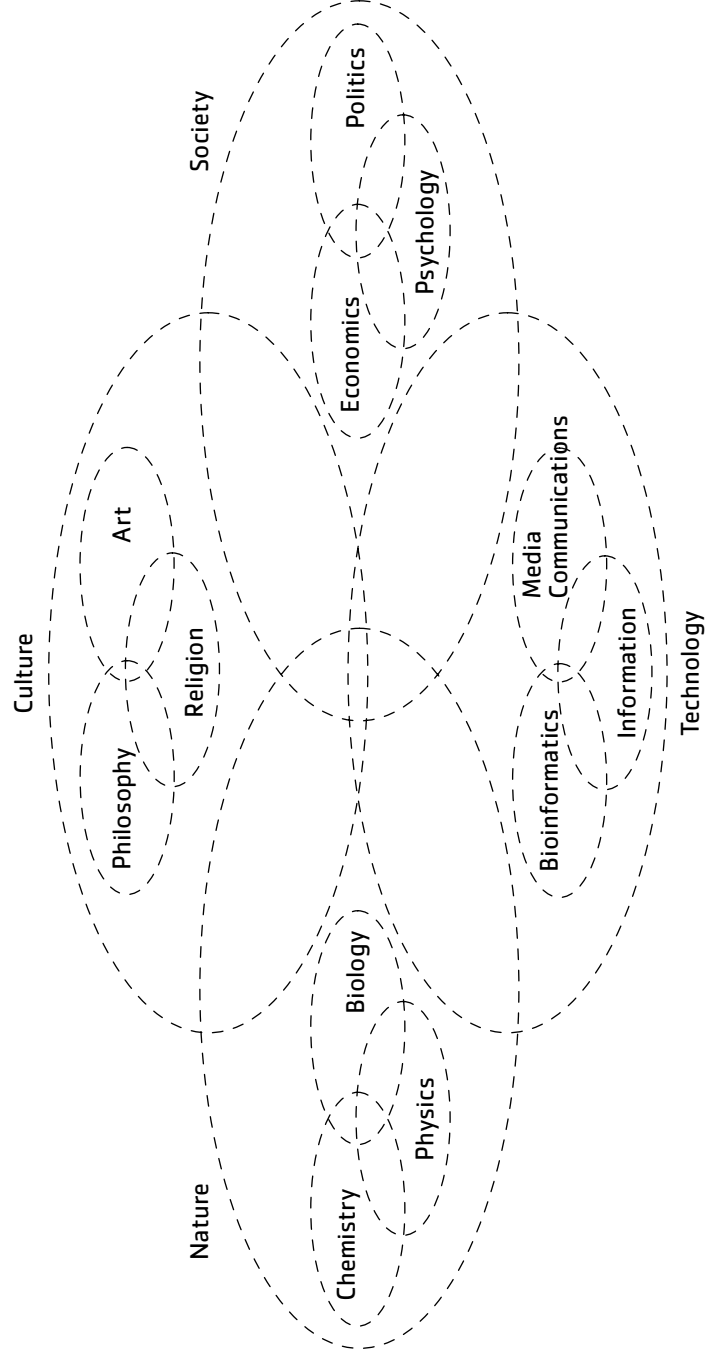 Culture
Nature
Society
Philosophy
Art
Religion
Chemistry
Biology
Physics
Economics
Politics
Psychology
Bioinformatics
Media
Communications
Information
Technology